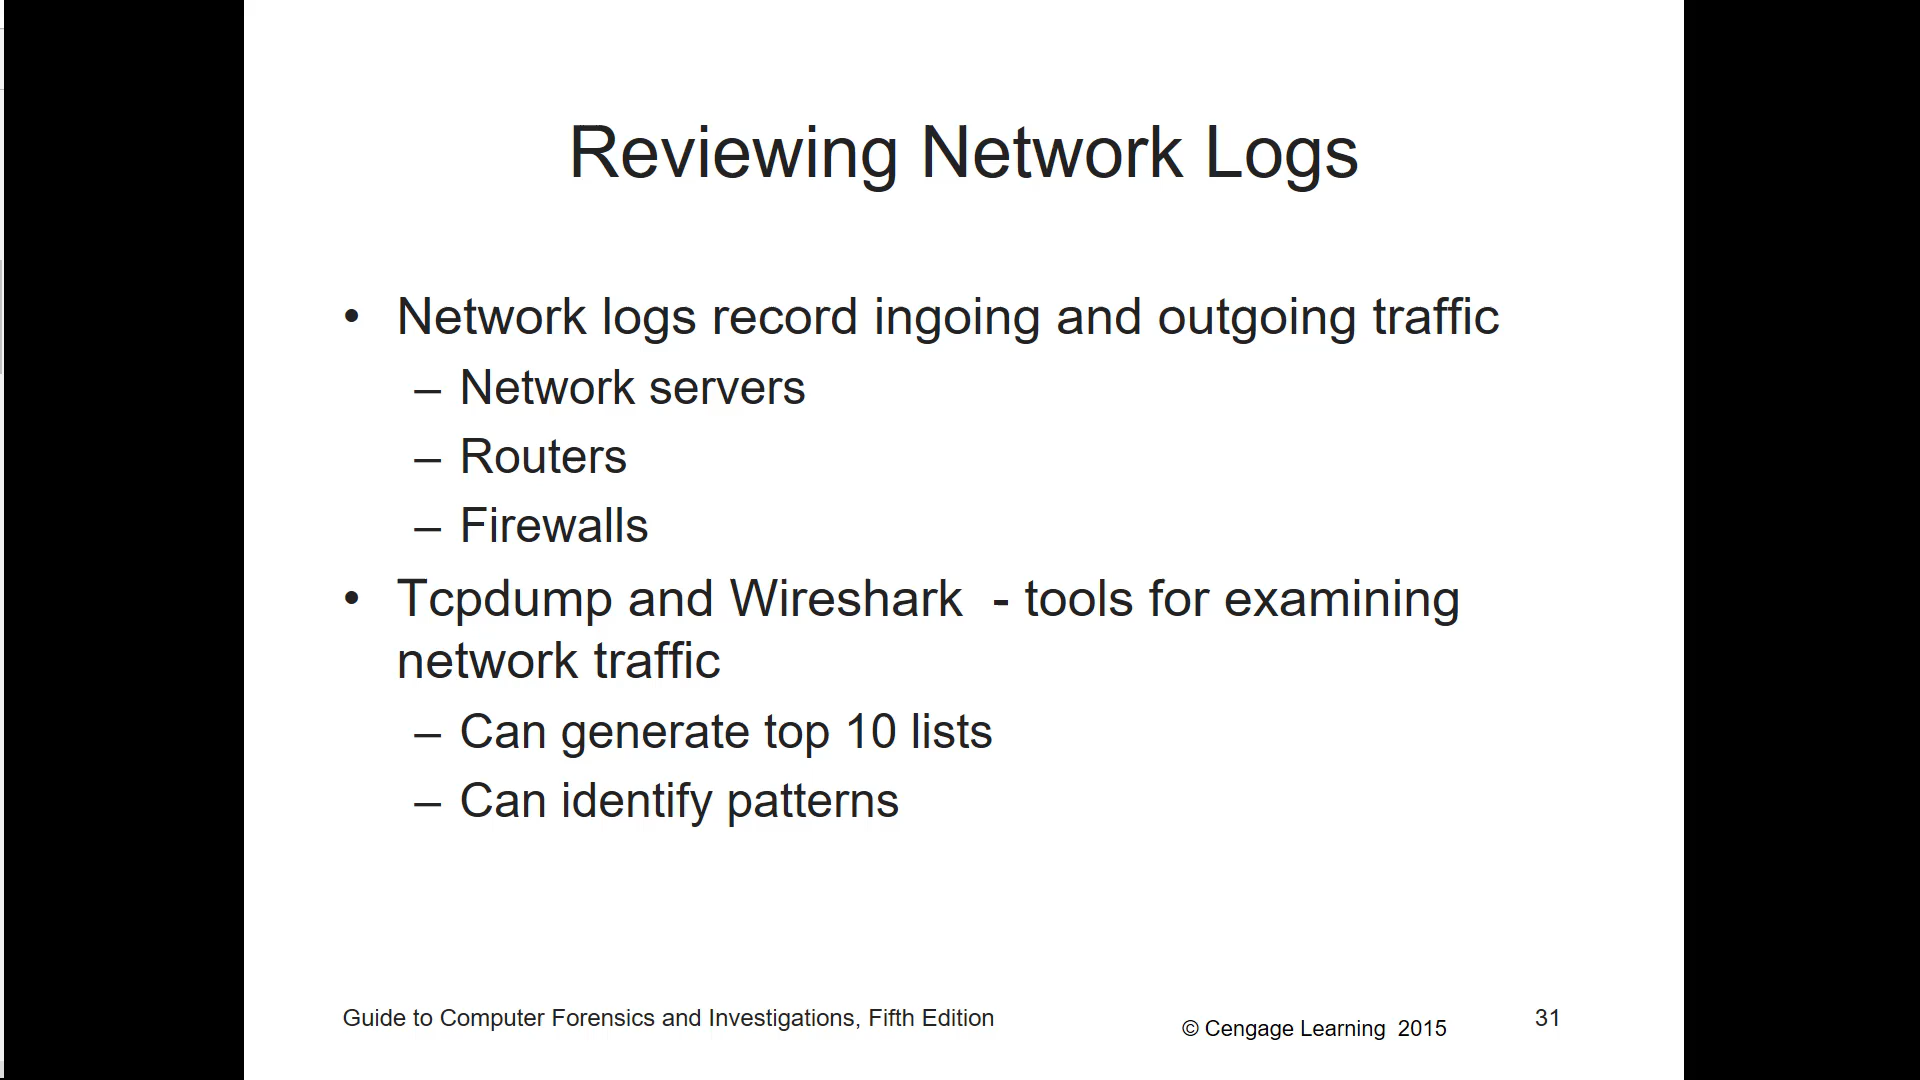 Reviewing Network Logs
• Network logs record ingoing and outgoing traffic
– Network servers
– Routers
– Firewalls
• Tcpdump and Wireshark  - tools for examining
network traffic
– Can generate top 10 lists
– Can identify patterns
Guide to Computer Forensics and Investigations, Fifth Edition
© Cengage Learning  2015
31